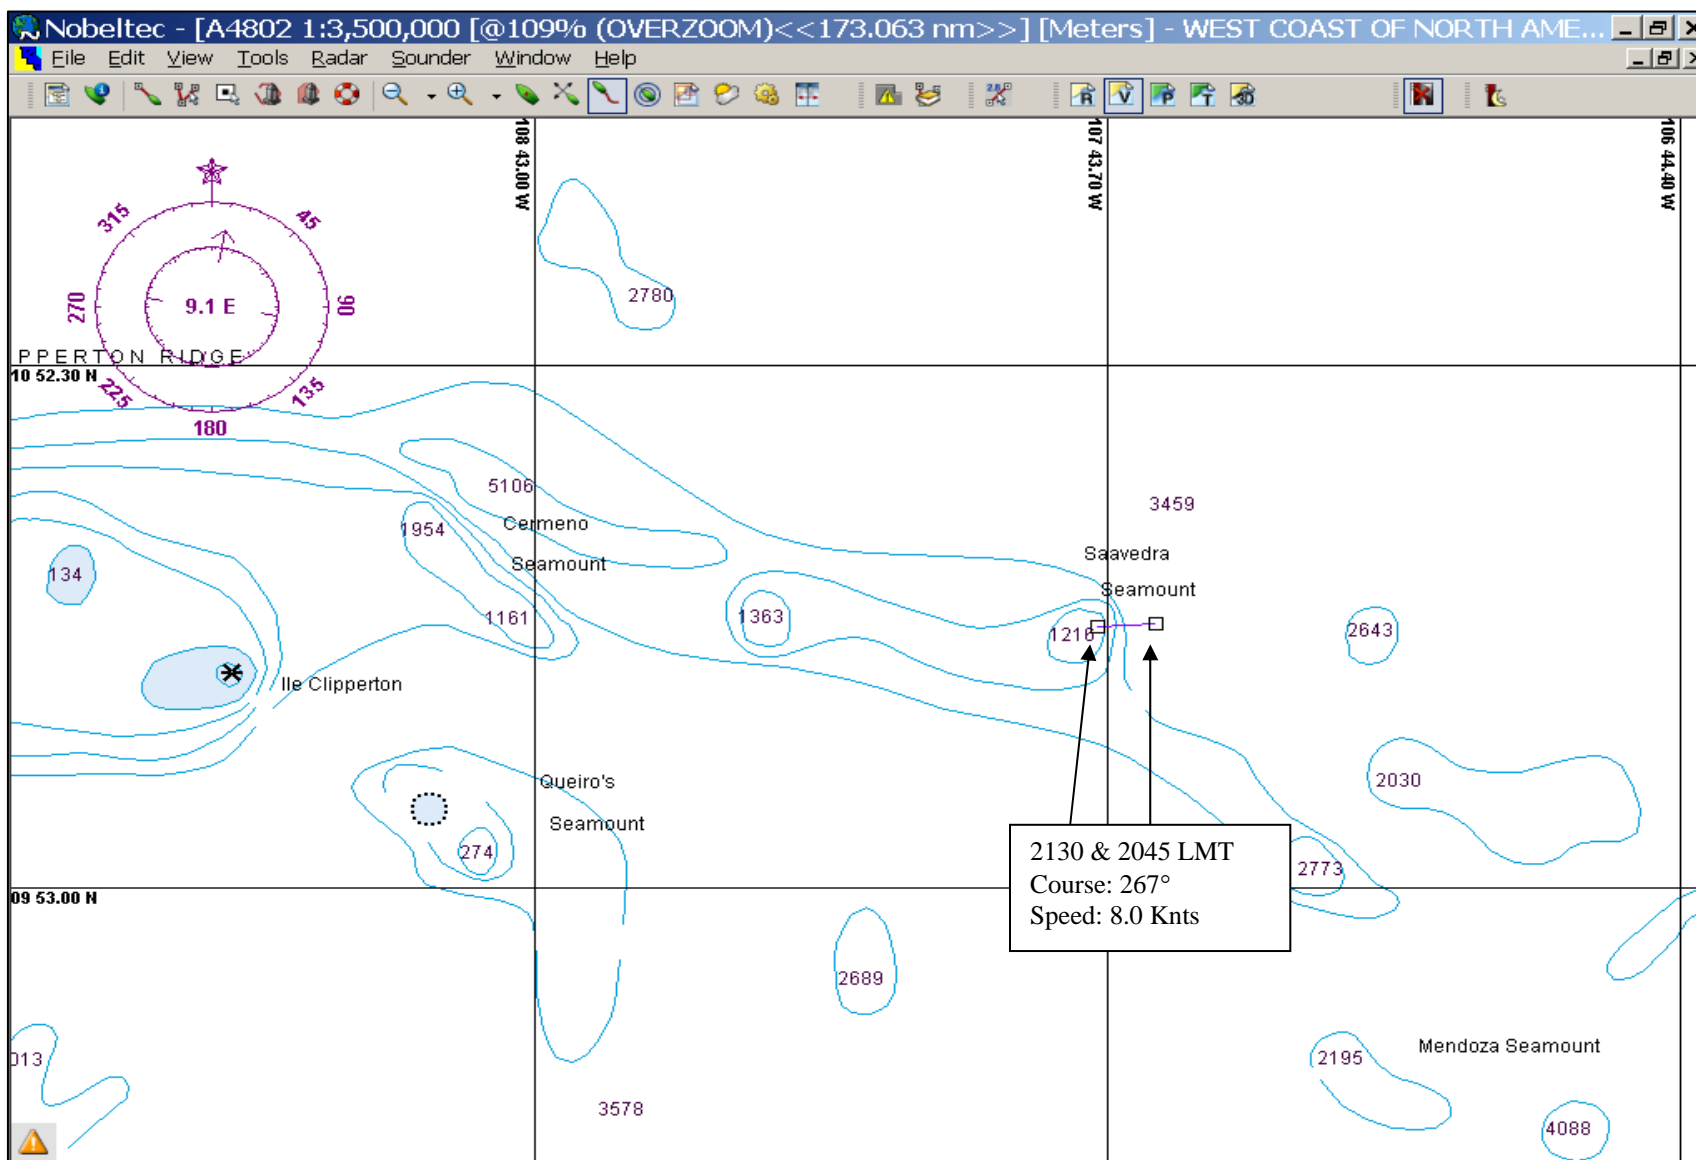 Nobeltec - [A4802 1:3,500,000 [@109% (OVERZOOM)<<173.063 nm>>] [Meters] - WEST COAST OF NORTH AME...
File Edit View Tools Radar Sounder Window Help
R V P T 3D
108 43.00 W
107 43.70 W
106 44.40 W
315
45
270
9.1 E
90
225
135
180
2780
PPERTON RIDGE
10 52.30 N
5106
3459
1954
Cermeno
Seamount
Saavedra
Seamount
134
1161
1363
1216
2643
Ile Clipperton
Queiro's
Seamount
2030
274
2130 & 2045 LMT
Course: 267°
Speed: 8.0 Knts
2773
09 53.00 N
2689
013
2195
Mendoza Seamount
3578
4088